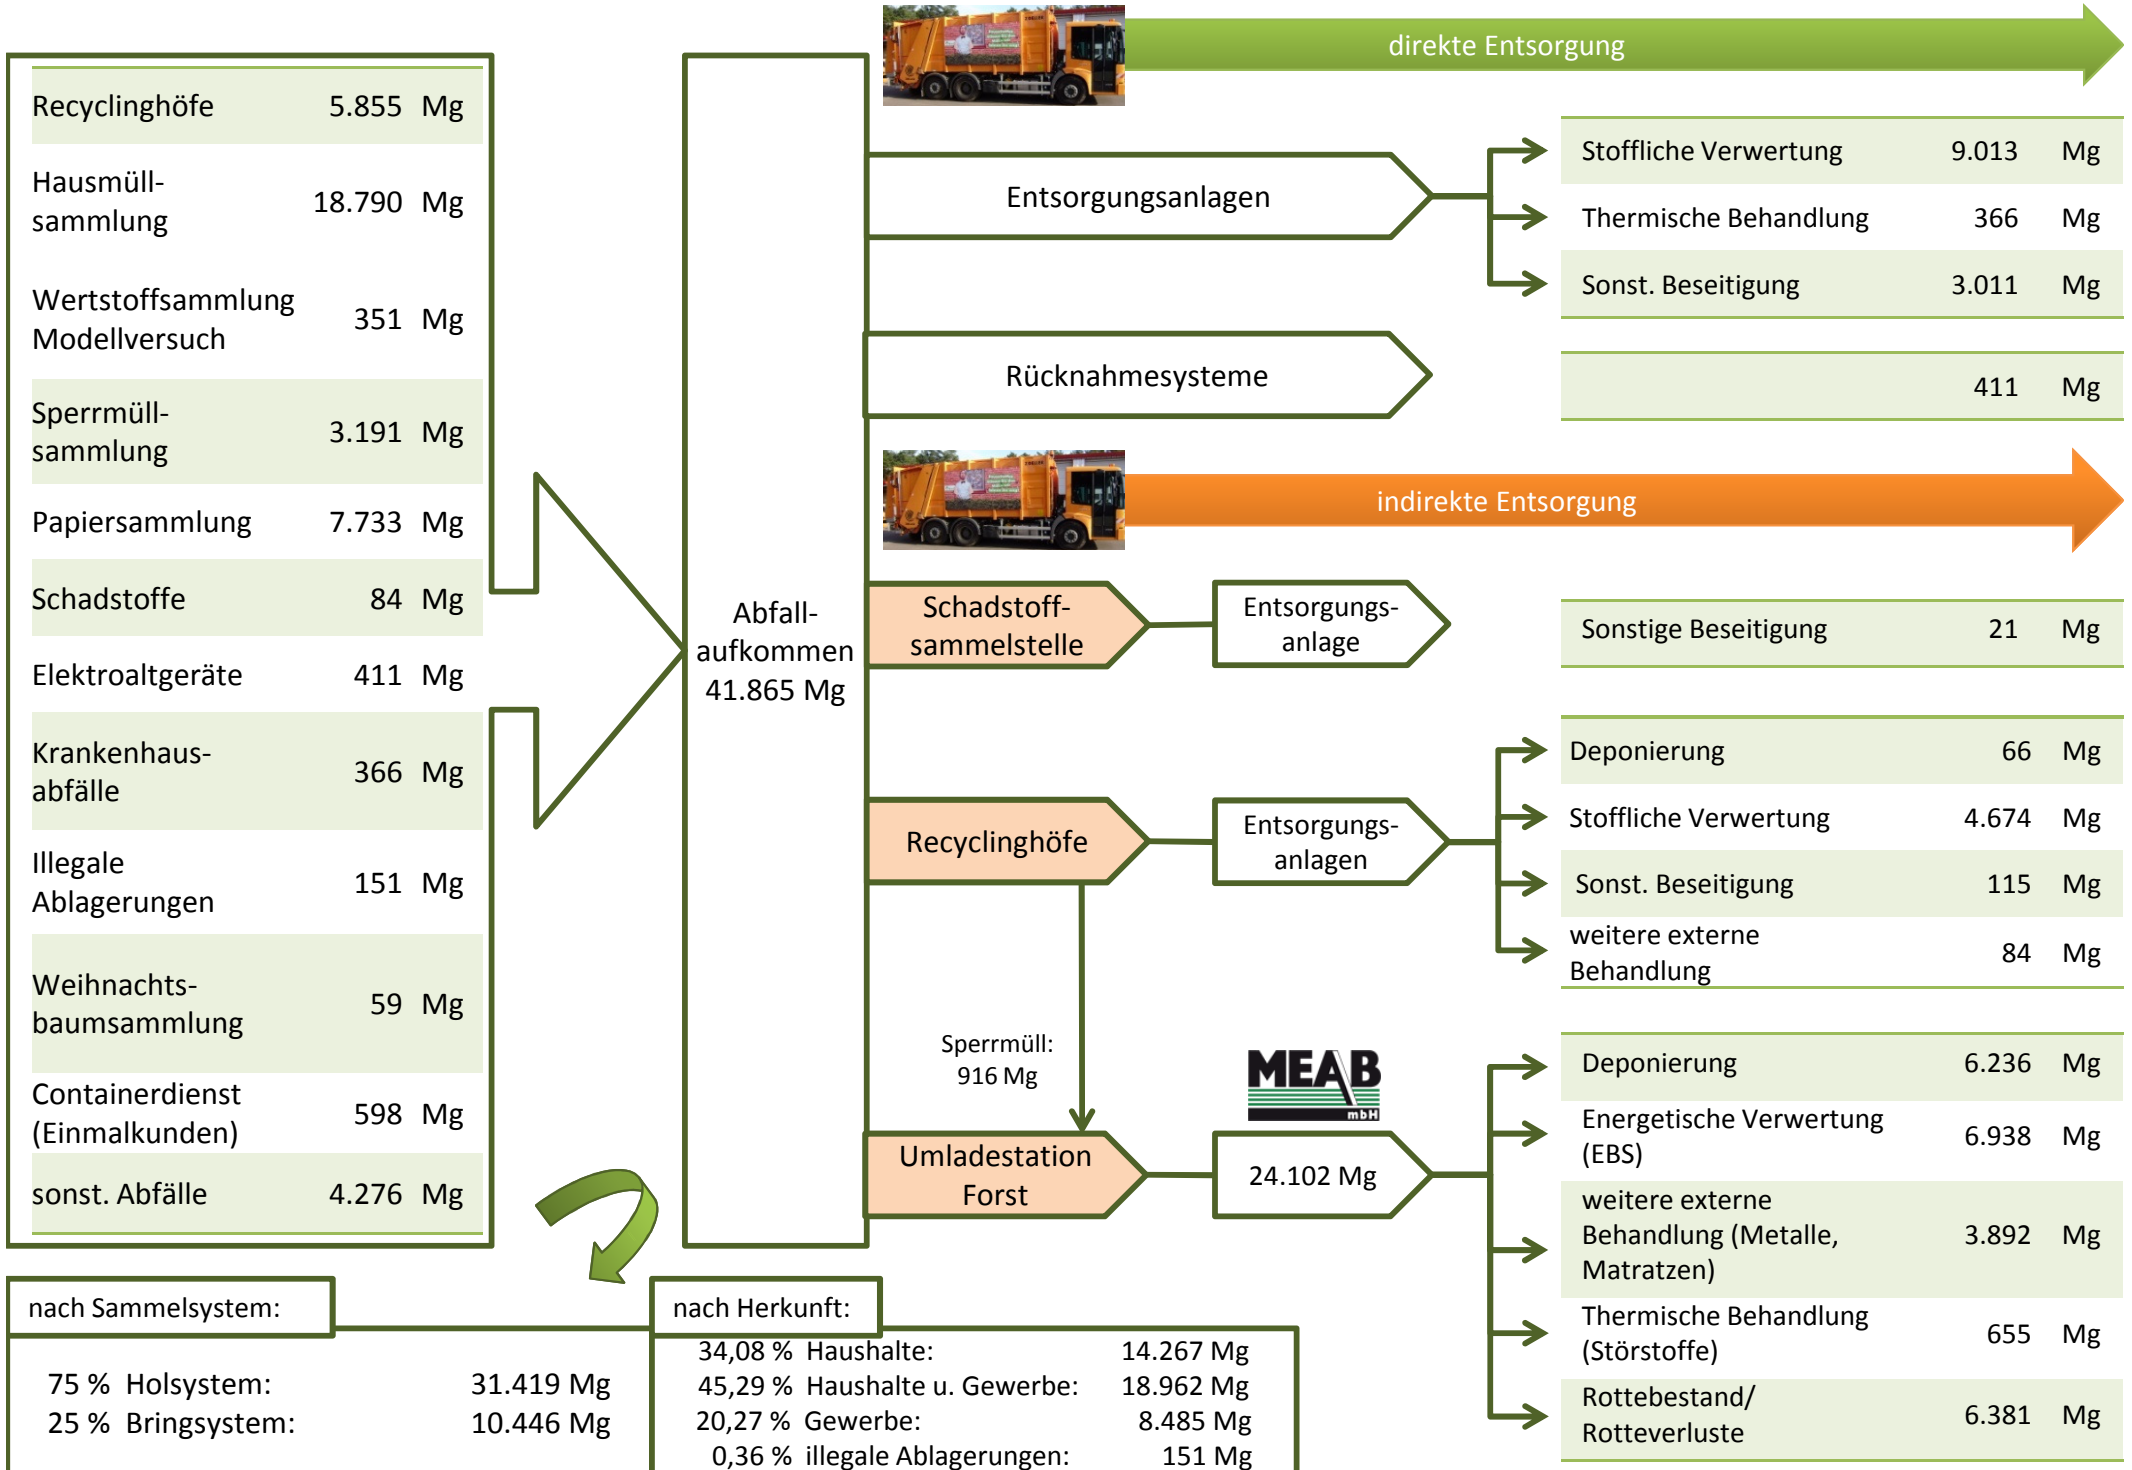 Recyclinghöfe 5.855 Mg
Hausmüll-
sammlung 18.790 Mg
Wertstoffsammlung
Modellversuch 351 Mg
Sperrmüll-
sammlung 3.191 Mg
Papiersammlung 7.733 Mg
Schadstoffe 84 Mg
Elektroaltgeräte 411 Mg
Krankenhaus-
abfälle 366 Mg
Illegale
Ablagerungen 151 Mg
Weihnachts-
baumsammlung 59 Mg
Containerdienst
(Einmalkunden) 598 Mg
sonst. Abfälle 4.276 Mg
Abfall-
aufkommen
41.865 Mg
direkte Entsorgung
Entsorgungsanlagen
Stoffliche Verwertung 9.013 Mg
Thermische Behandlung 366 Mg
Sonst. Beseitigung 3.011 Mg
Rücknahmesysteme
411 Mg
indirekte Entsorgung
Schadstoff-
sammelstelle
Entsorgungs-
anlage
Sonstige Beseitigung 21 Mg
Recyclinghöfe
Entsorgungs-
anlagen
Deponierung 66 Mg
Stoffliche Verwertung 4.674 Mg
Sonst. Beseitigung 115 Mg
weitere externe
Behandlung 84 Mg
Sperrmüll:
916 Mg
MEAB
mbH
Umladestation
Forst
24.102 Mg
Deponierung 6.236 Mg
Energetische Verwertung
(EBS) 6.938 Mg
weitere externe
Behandlung (Metalle, 3.892 Mg
Matratzen)
Thermische Behandlung
(Störstoffe) 655 Mg
Rottebestand/
Rotteverluste 6.381 Mg
nach Sammelsystem:
75 % Holsystem: 31.419 Mg
25 % Bringsystem: 10.446 Mg
nach Herkunft:
34,08 % Haushalte: 14.267 Mg
45,29 % Haushalte u. Gewerbe: 18.962 Mg
20,27 % Gewerbe: 8.485 Mg
0,36 % illegale Ablagerungen: 151 Mg